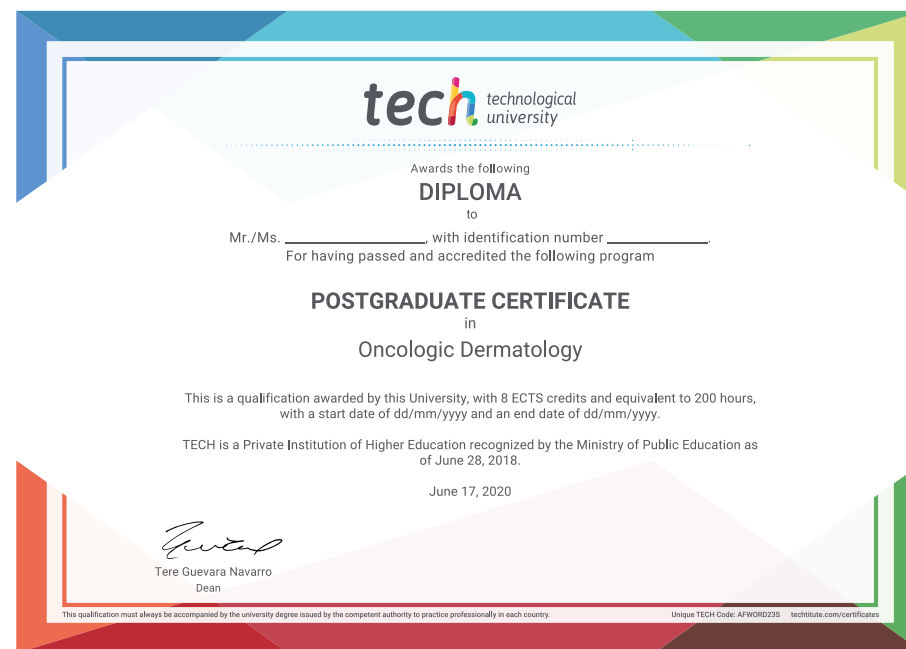 tech technological
university
Awards the following
DIPLOMA
to
Mr./Ms. ____________________, with identification number ______________.
For having passed and accredited the following program
POSTGRADUATE CERTIFICATE
in
Oncologic Dermatology
This is a qualification awarded by this University, with 8 ECTS credits and equivalent to 200 hours,
with a start date of dd/mm/yyyy and an end date of dd/mm/yyyy.
TECH is a Private Institution of Higher Education recognized by the Ministry of Public Education as
of June 28, 2018.
June 17, 2020
Tere Guevara Navarro
Dean
This qualification must always be accompanied by the university degree issued by the competent authority to practice professionally in each country.
Unique TECH Code: AFWORD23S techtitute.com/certificates